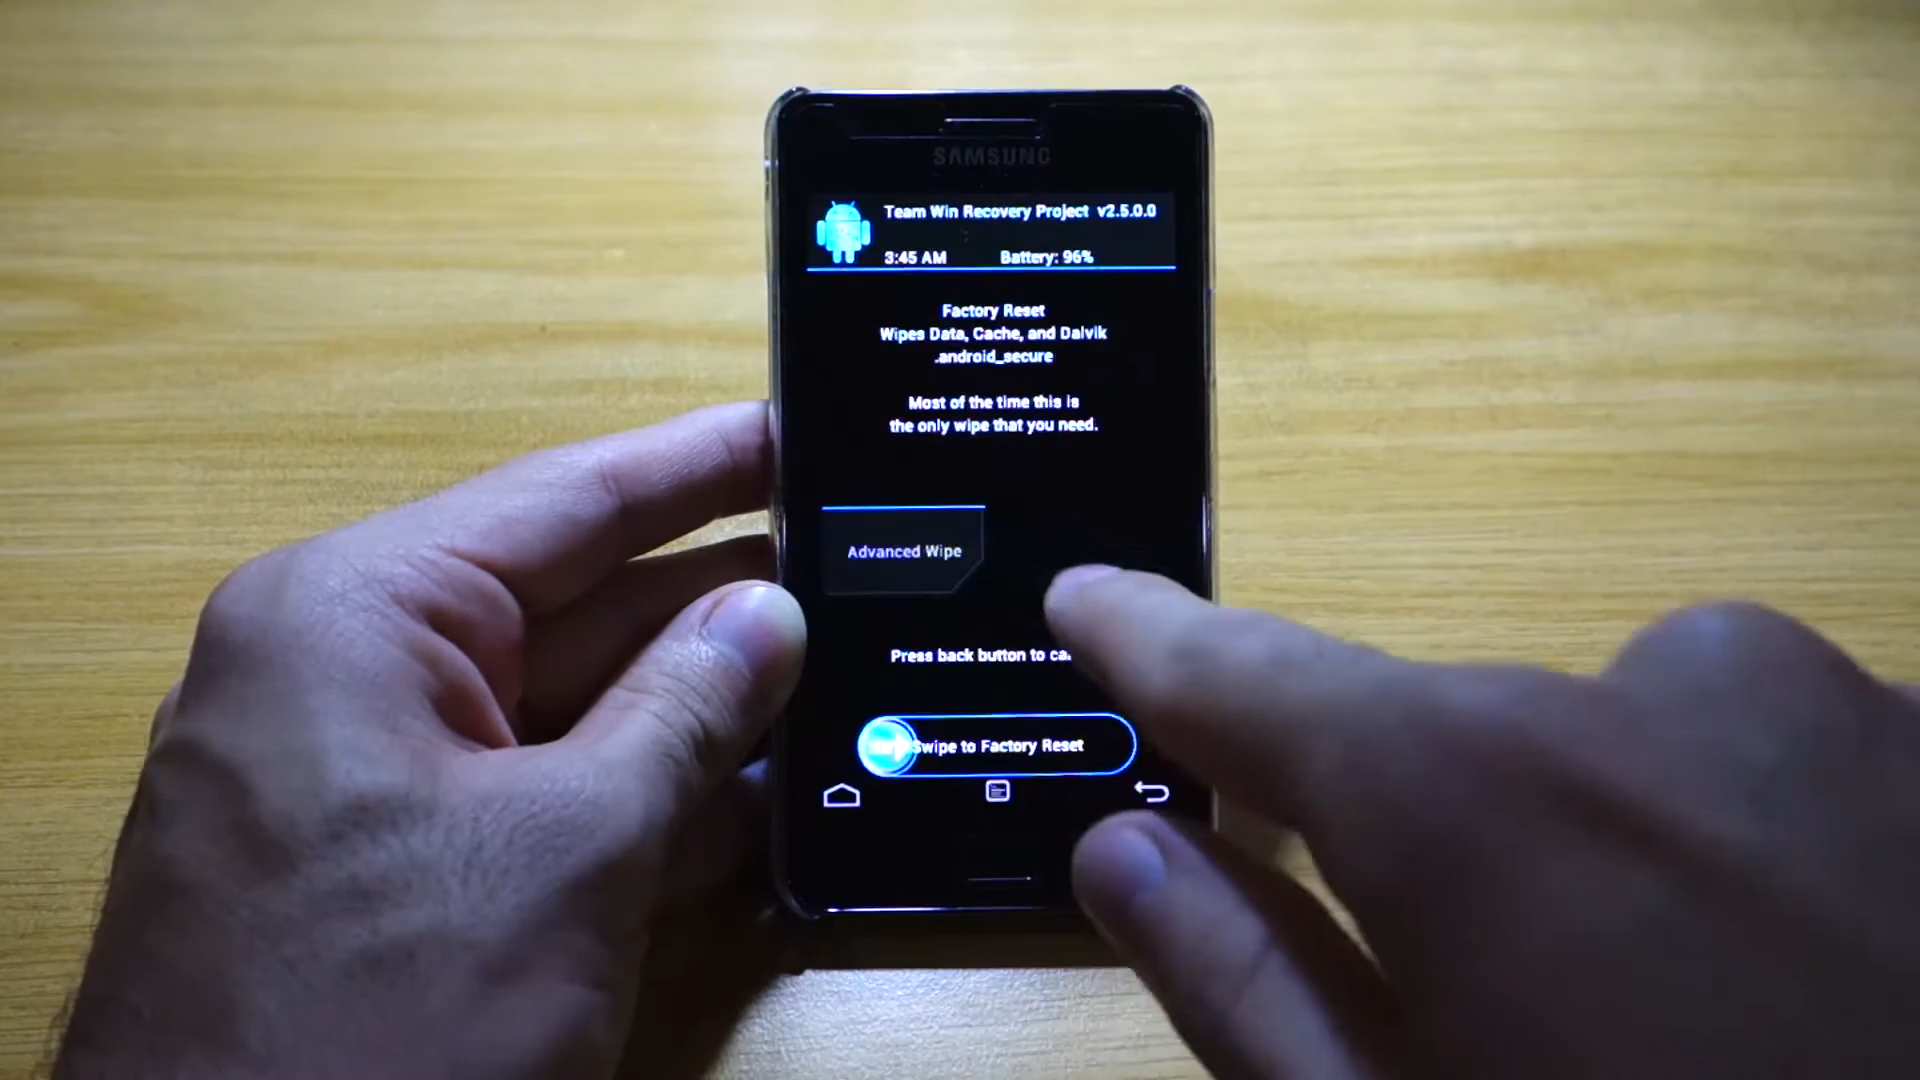 SAMSUNG
Team Win Recovery Project v2.5.0.0
3:45 AM Battery: 96%
Factory Reset
Wipes Data, Cache, and Dalvik
.android_secure
Most of the time this is
the only wipe that you need.
Advanced Wipe
Press back button to
Swipe to Factory Reset